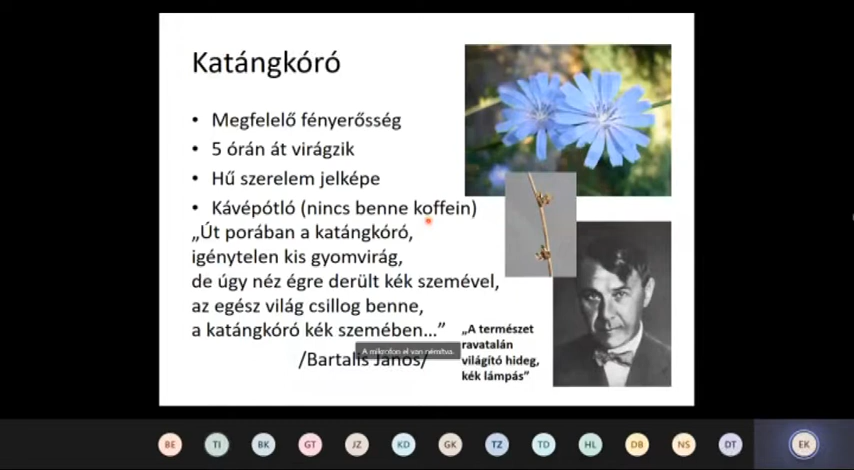 Katángkóró
• Megfelelő fényerősség
• 5 órán át virágzik
• Hű szerelem jelképe
• Kávépótló (nincs benne koffein)
„Út porában a katángkóró,
igénytelen kis gyomvirág,
de úgy néz égre derült kék szemével,
az egész világ csillog benne,
a katángkóró kék szemében..."
/Bartalis János/
A mikrofon el van némítva.
„A természet
ravatalán
világító hideg,
kék lámpás"
BE TI BK GT JZ KD GK TZ TD HL DB NS DT EK